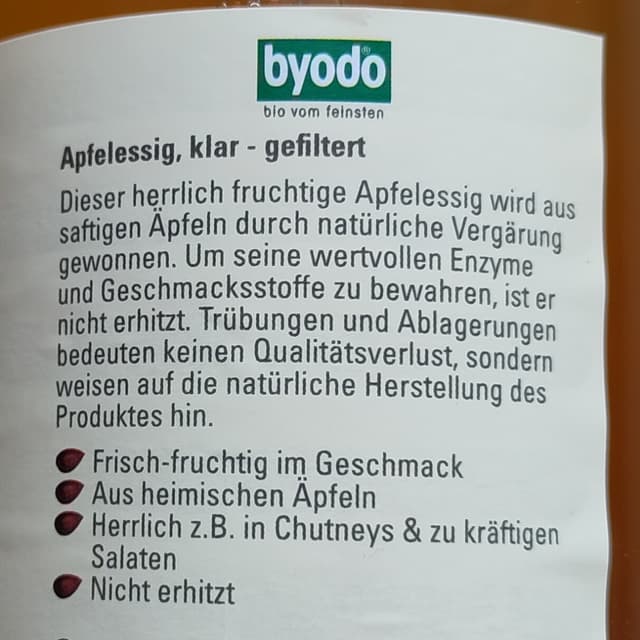 byodo®
bio vom feinsten
Apfelessig, klar - gefiltert
Dieser herrlich fruchtige Apfelessig wird aus
saftigen Äpfeln durch natürliche Vergärung
gewonnen. Um seine wertvollen Enzyme
und Geschmacksstoffe zu bewahren, ist er
nicht erhitzt. Trübungen und Ablagerungen
bedeuten keinen Qualitätsverlust, sondern
weisen auf die natürliche Herstellung des
Produktes hin.
Frisch-fruchtig im Geschmack
Aus heimischen Äpfeln
Herrlich z.B. in Chutneys & zu kräftigen
Salaten
Nicht erhitzt